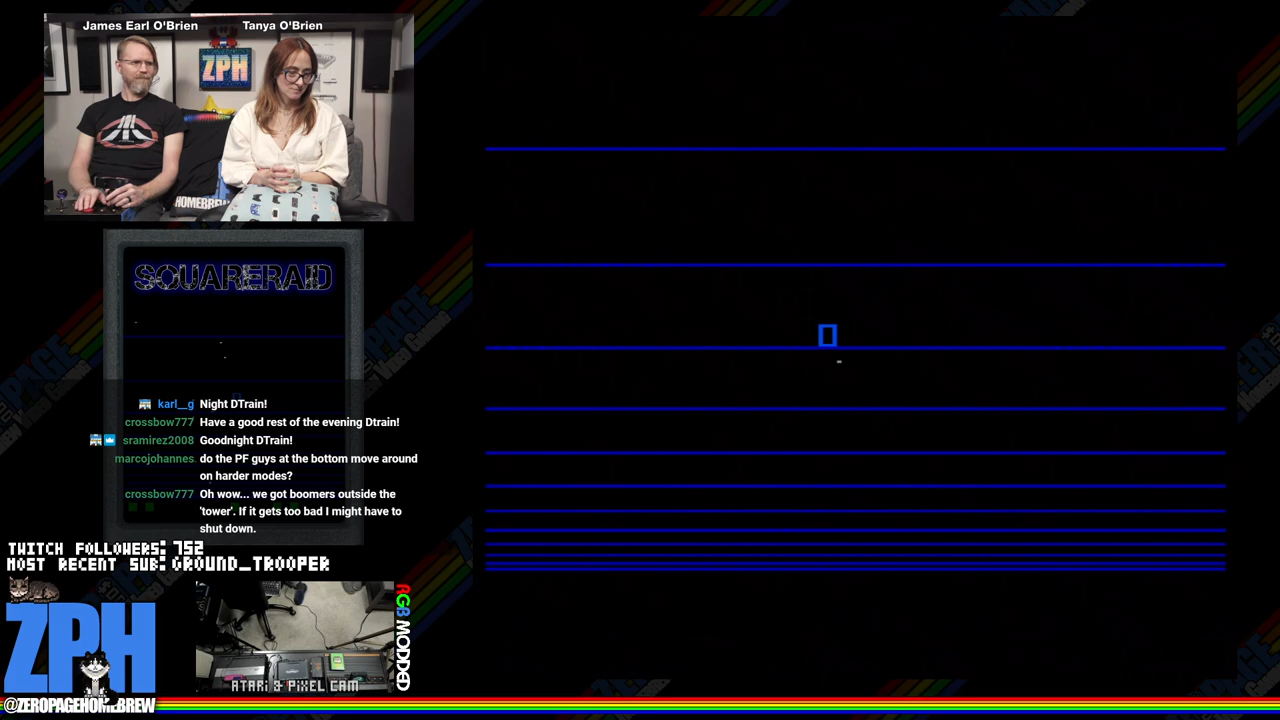 James Earl O'Brien Tanya O'Brien
ZPH
HOMEBREW
SQUARERAID
karl__g Night DTrain!
crossbow777 Have a good rest of the evening Dtrain!
sramirez2008 Goodnight DTrain!
marcojohannes do the PF guys at the bottom move around
on harder modes?
crossbow777 Oh wow... we got boomers outside the
'tower'. If it gets too bad I might have to
shut down.
TWITCH FOLLOWERS: 752
MOST RECENT SUB: GROUND_TROOPER
ZPH
RGB MODDED
ATARI & PIXEL CAM
@ZEROPAGEHOMEBREW